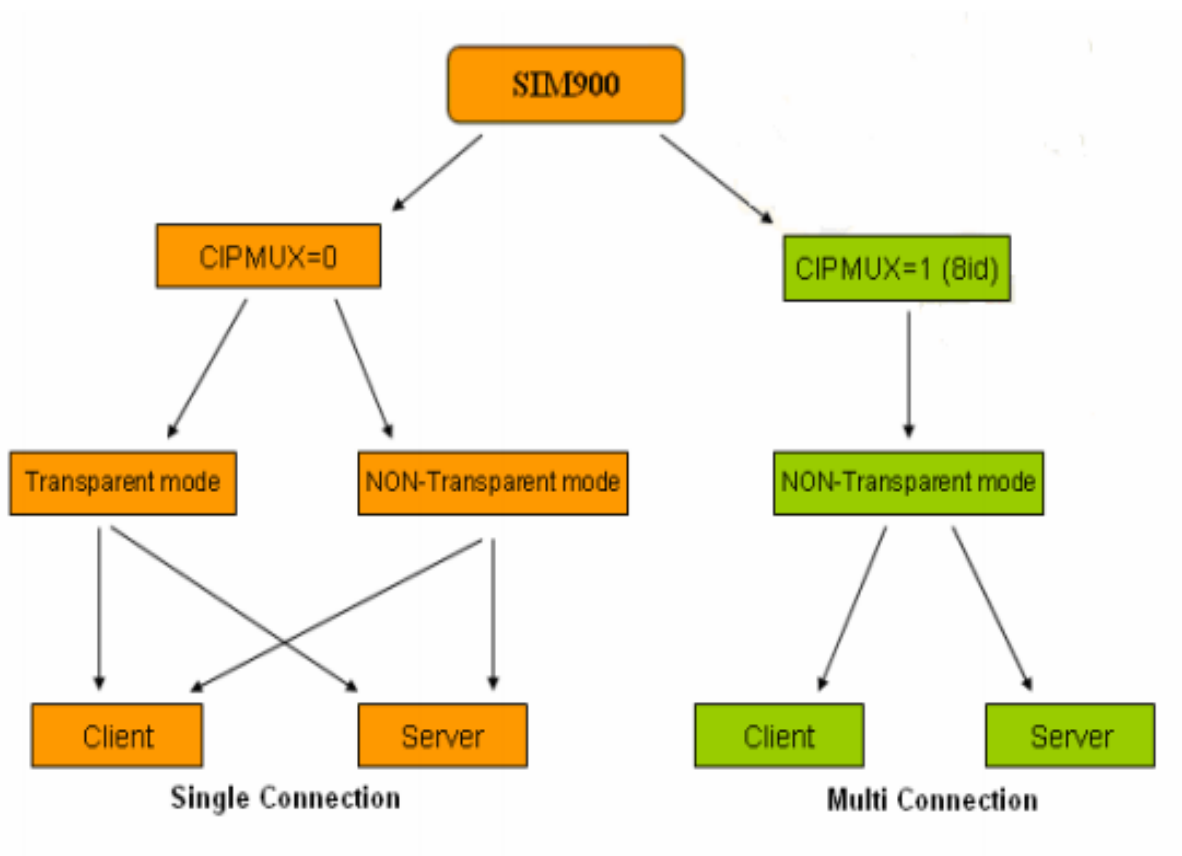 SIM900
CIPMUX=0
CIPMUX=1 (8id)
Transparent mode
NON-Transparent mode
NON-Transparent mode
Client
Server
Client
Server
Single Connection
Multi Connection